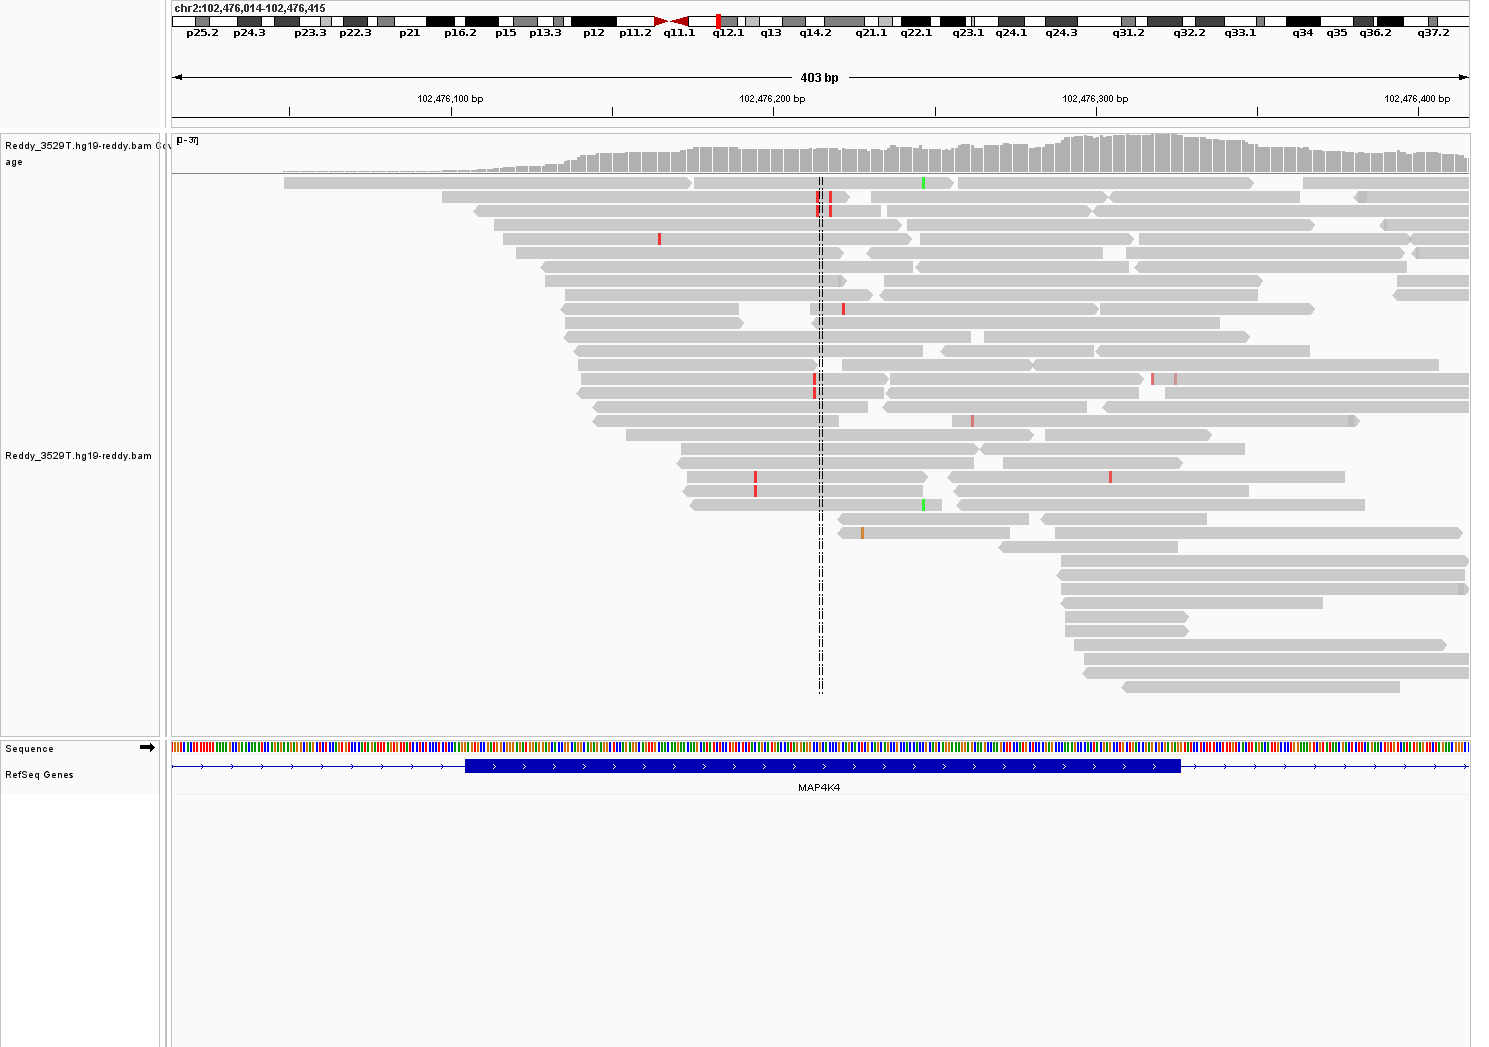 chr2:102,476,014-102,476,415
p25.2 p24.3 p23.3 p22.3 p21 p16.2 p15 p13.3 p12 p11.2 q11.1 q12.1 q13 q14.2 q21.1 q22.1 q23.1 q24.1 q24.3 q31.2 q32.2 q33.1 q34 q35 q36.2 q37.2
403 bp
102,476,100 bp 102,476,200 bp 102,476,300 bp 102,476,400 bp
Reddy_3529T.hg19-reddy.bam Cov
age
[0 - 37]
Reddy_3529T.hg19-reddy.bam
Sequence
RefSeq Genes
MAP4K4